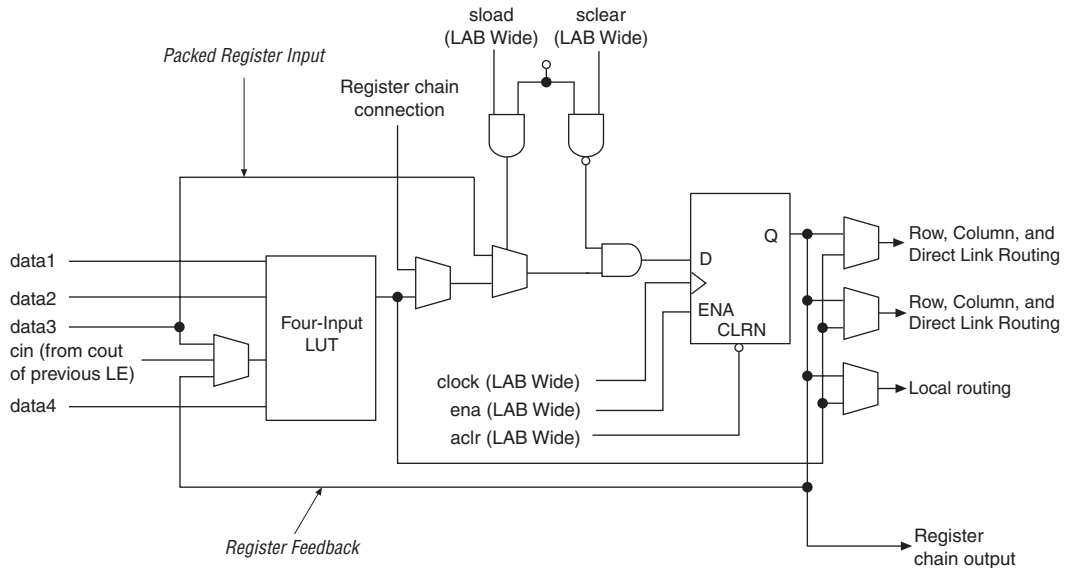 sload
(LAB Wide)
sclear
(LAB Wide)
Packed Register Input
Register chain
connection
data1
data2
data3
cin (from cout
of previous LE)
data4
Four-Input
LUT
D
Q
ENA
CLRN
clock (LAB Wide)
ena (LAB Wide)
aclr (LAB Wide)
Row, Column, and
Direct Link Routing
Row, Column, and
Direct Link Routing
Local routing
Register Feedback
Register
chain output